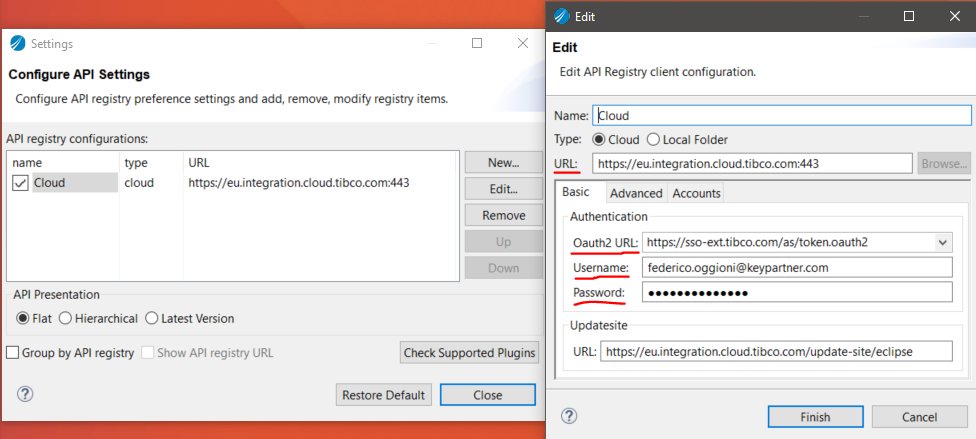 Settings
Configure API Settings
Configure API registry preference settings and add, remove, modify registry items.
API registry configurations:
name type URL
Cloud cloud https://eu.integration.cloud.tibco.com:443
New...
Edit...
Remove
Up
Down
API Presentation
Flat Hierarchical Latest Version
Group by API registry Show API registry URL Check Supported Plugins
Restore Default Close
Edit
Edit
Edit API Registry client configuration.
Name: Cloud
Type: Cloud Local Folder
URL: https://eu.integration.cloud.tibco.com:443 Browse...
Basic Advanced Accounts
Authentication
Oauth2 URL: https://sso-ext.tibco.com/as/token.oauth2
Username: federico.oggioni@keypartner.com
Password: ●●●●●●●●●●●●●●
Updatesite
URL: https://eu.integration.cloud.tibco.com/update-site/eclipse
Finish Cancel